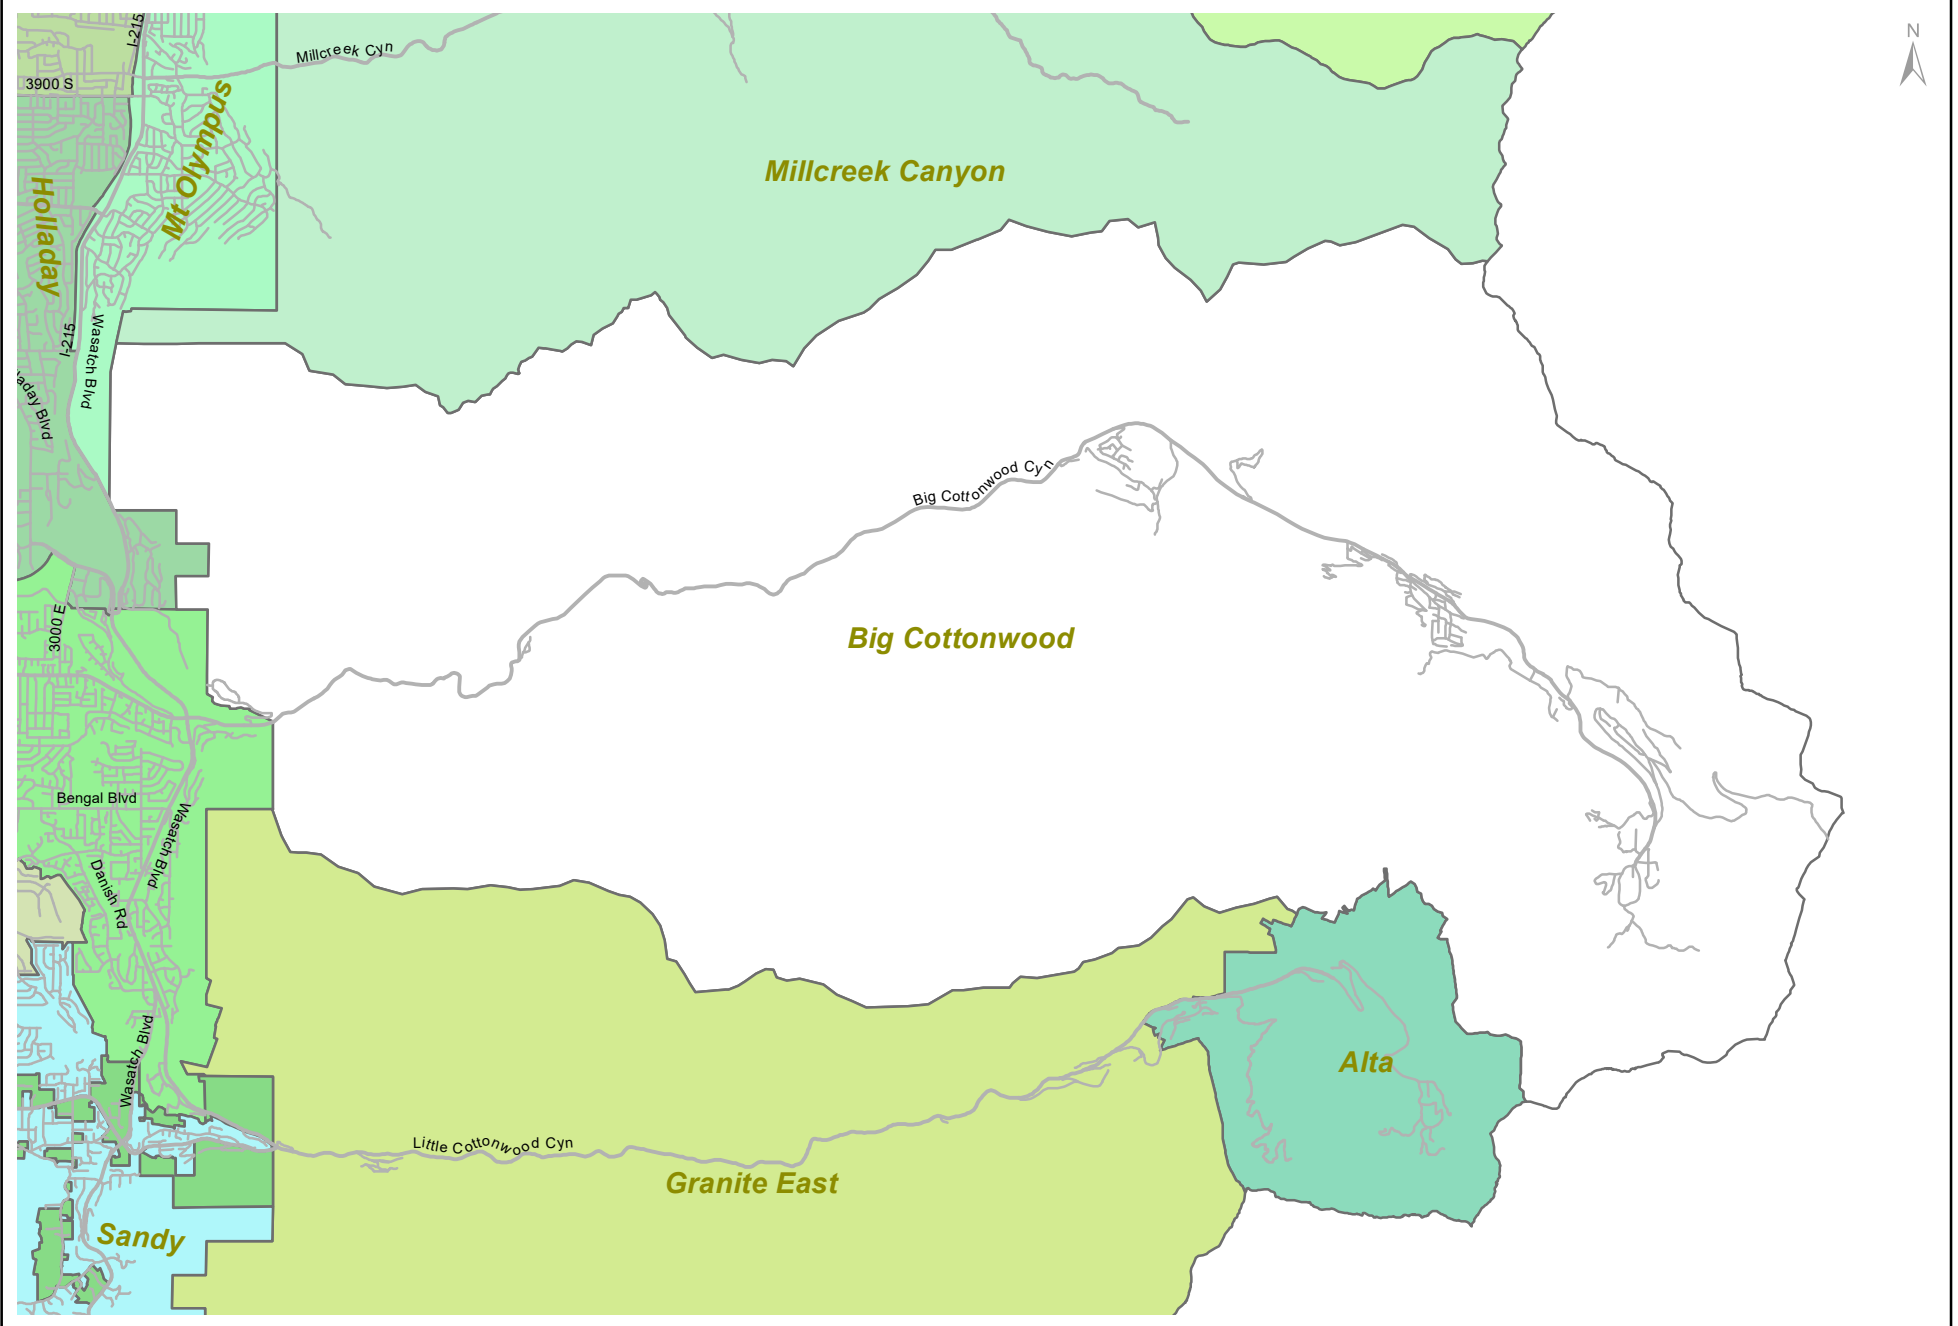 I-215
Millcreek Cyn
N
3900 S
Mt Olympus
Millcreek Canyon
Holladay
I-215
Wasatch Blvd
laday Blvd
Big Cottonwood Cyn
3000 E
Big Cottonwood
Bengal Blvd
Wasatch Blvd
Danish Rd
Wasatch Blvd
Alta
Little Cottonwood Cyn
Granite East
Sandy